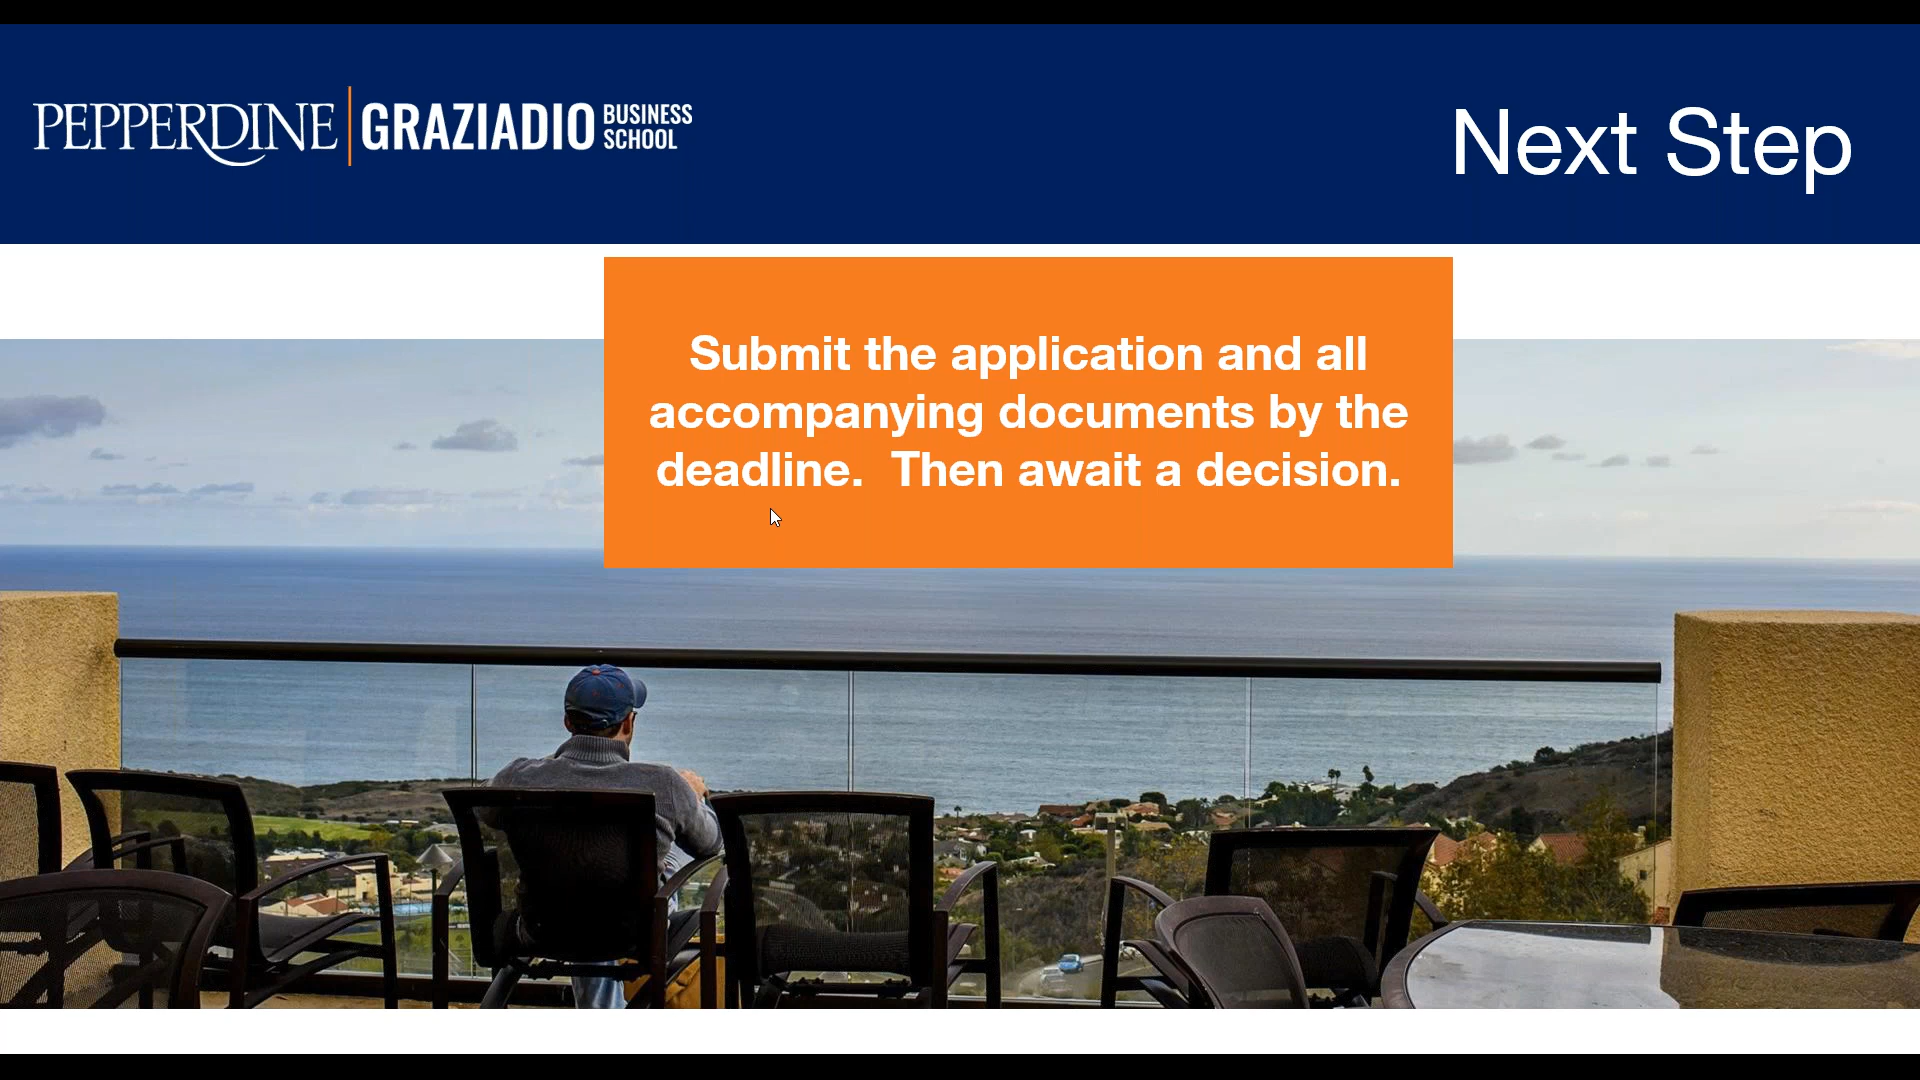 PEPPERDINE GRAZIADIO BUSINESS SCHOOL
Next Step
Submit the application and all
accompanying documents by the
deadline.  Then await a decision.